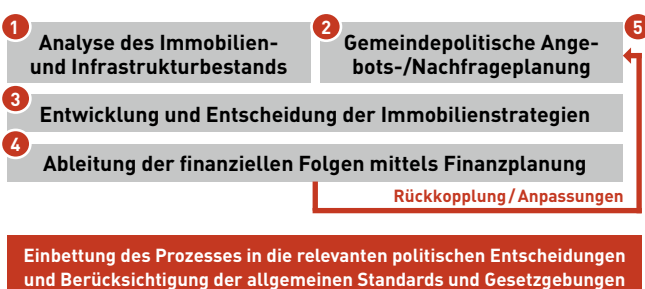 1
Analyse des Immobilien-
und Infrastrukturbestands
2
Gemeindepolitische Ange-
bots-/Nachfrageplanung
5
3
Entwicklung und Entscheidung der Immobilienstrategien
4
Ableitung der finanziellen Folgen mittels Finanzplanung
Rückkopplung/Anpassungen
Einbettung des Prozesses in die relevanten politischen Entscheidungen
und Berücksichtigung der allgemeinen Standards und Gesetzgebungen